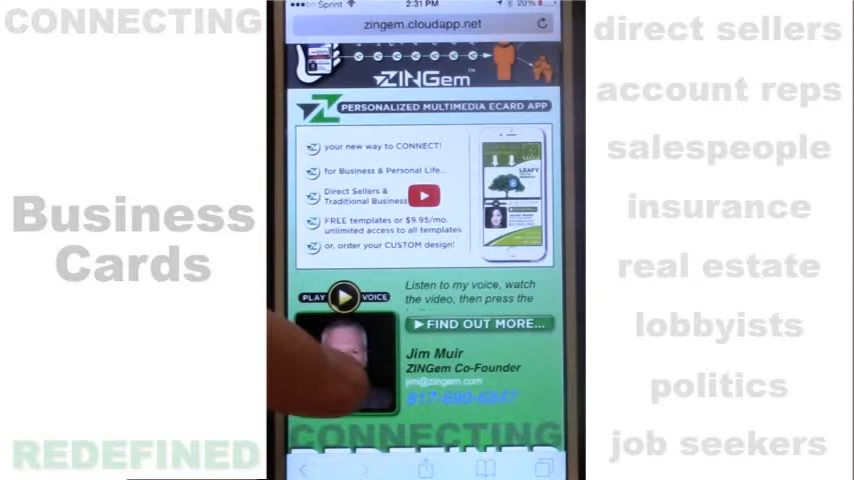 CONNECTING
Business
Cards
REDEFINED
Sprint
2:31 PM
20%
zingem.cloudapp.net
ZINGem™
PERSONALIZED MULTIMEDIA ECARD APP
your new way to CONNECT!
for Business & Personal Life...
Direct Sellers &
Traditional Business
FREE templates or $9.95/mo.
unlimited access to all templates
or, order your CUSTOM design!
LEAFY
PLAY VOICE
Listen to my voice, watch
the video, then press the
FIND OUT MORE...
Jim Muir
ZINGem Co-Founder
jim@zingem.com
CONNECTING
direct sellers
account reps
salespeople
insurance
real estate
lobbyists
politics
job seekers